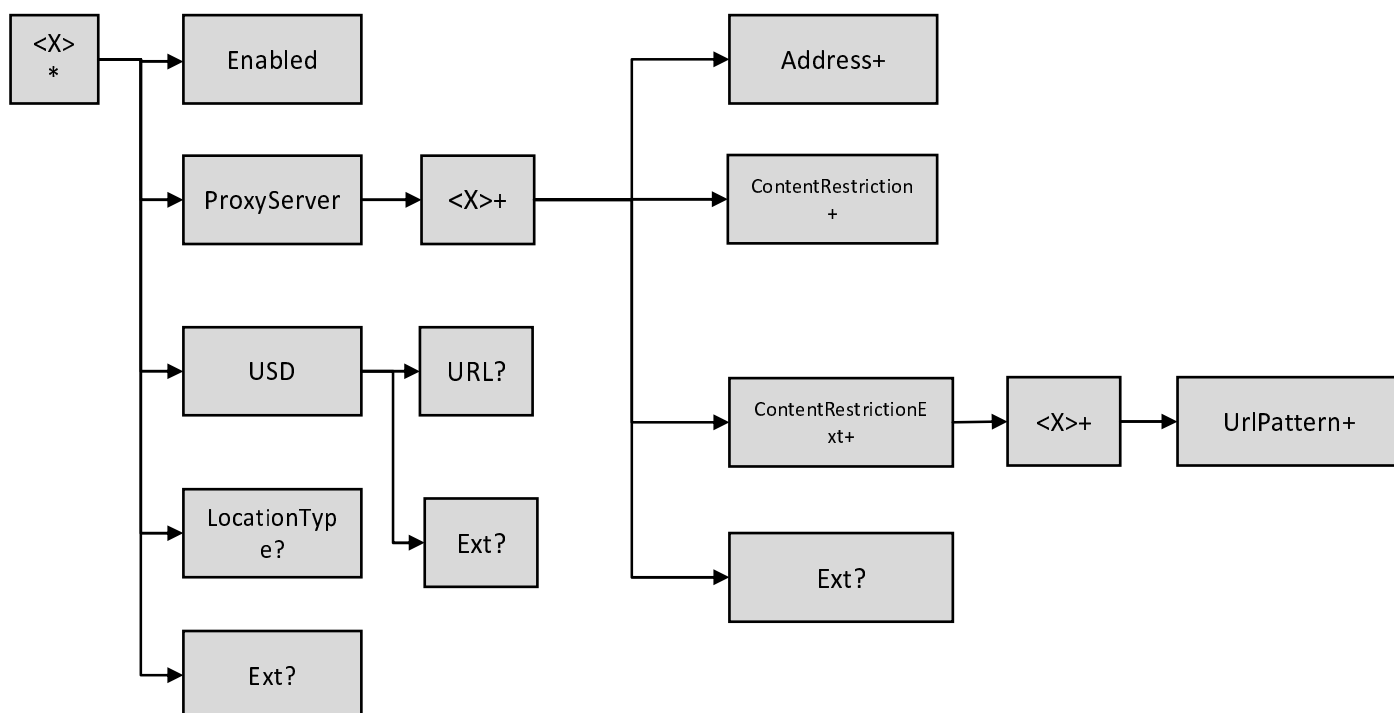 <X>
*
Enabled
Address+
ProxyServer
<X>+
ContentRestriction
+
USD
URL?
ContentRestrictionE
xt+
<X>+
UrlPattern+
LocationTyp
e?
Ext?
Ext?
Ext?